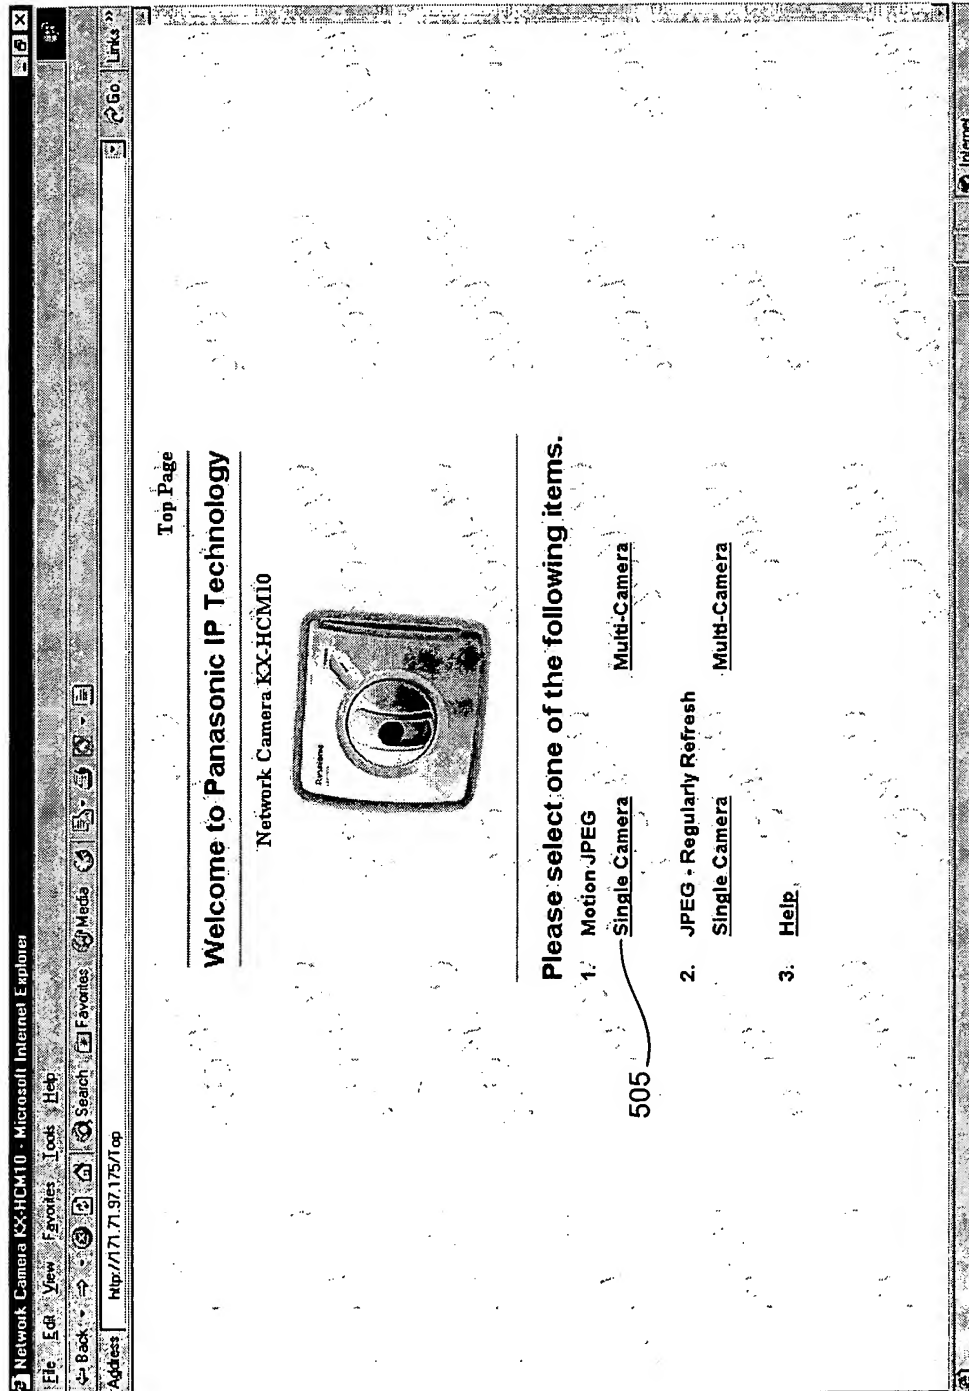 Network Camera KX-HCM10 - Microsoft Internet Explorer
File Edit View Favorites Tools Help
Back Search Favorites Media
Address http://171.71.97.175/Top Go Links »
Top Page
Welcome to Panasonic IP Technology
Network Camera KX-HCM10
Panasonic
Please select one of the following items.
1. Motion JPEG
Single Camera Multi-Camera
505
2. JPEG - Regularly Refresh
Single Camera Multi-Camera
3. Help
Internet